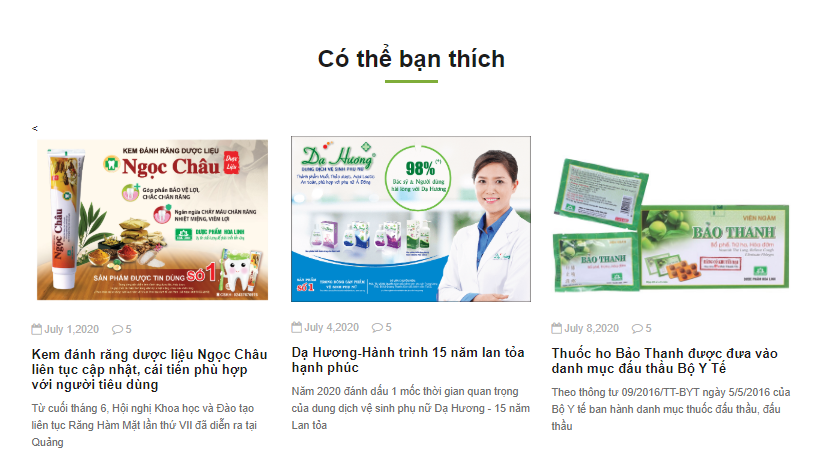 Có thể bạn thích
<
KEM ĐÁNH RĂNG DƯỢC LIỆU
Ngọc Châu
Dược Liệu
Góp phần BẢO VỆ LỢI,
CHẮC CHÂN RĂNG
Ngăn ngừa CHẢY MÁU CHÂN RĂNG
NHIỆT MIỆNG, VIÊM LỢI
DƯỢC PHẨM HOA LINH
SẢN PHẨM ĐƯỢC TIN DÙNG Số 1
Ngọc Châu
Dạ Hương
DUNG DỊCH VỆ SINH PHỤ NỮ
98%(*)
Bác sỹ & Người dùng
hài lòng với Dạ Hương
SẢN PHẨM
số 1
VIÊN NGẬM
BẢO THANH
Bổ phế, trừ ho, hóa đờm
BẢO THANH
July 1,2020 5
July 4,2020 5
July 8,2020 5
Kem đánh răng dược liệu Ngọc Châu
liên tục cập nhật, cải tiến phù hợp
với người tiêu dùng
Từ cuối tháng 6, Hội nghị Khoa học và Đào tạo
liên tục Răng Hàm Mặt lần thứ VII đã diễn ra tại
Quảng
Dạ Hương-Hành trình 15 năm lan tỏa
hạnh phúc
Năm 2020 đánh dấu 1 mốc thời gian quan trọng
của dung dịch vệ sinh phụ nữ Dạ Hương - 15 năm
Lan tỏa
Thuốc ho Bảo Thanh được đưa vào
danh mục đấu thầu Bộ Y Tế
Theo thông tư 09/2016/TT-BYT ngày 5/5/2016 của
Bộ Y tế ban hành danh mục thuốc đấu thầu, đấu
thầu